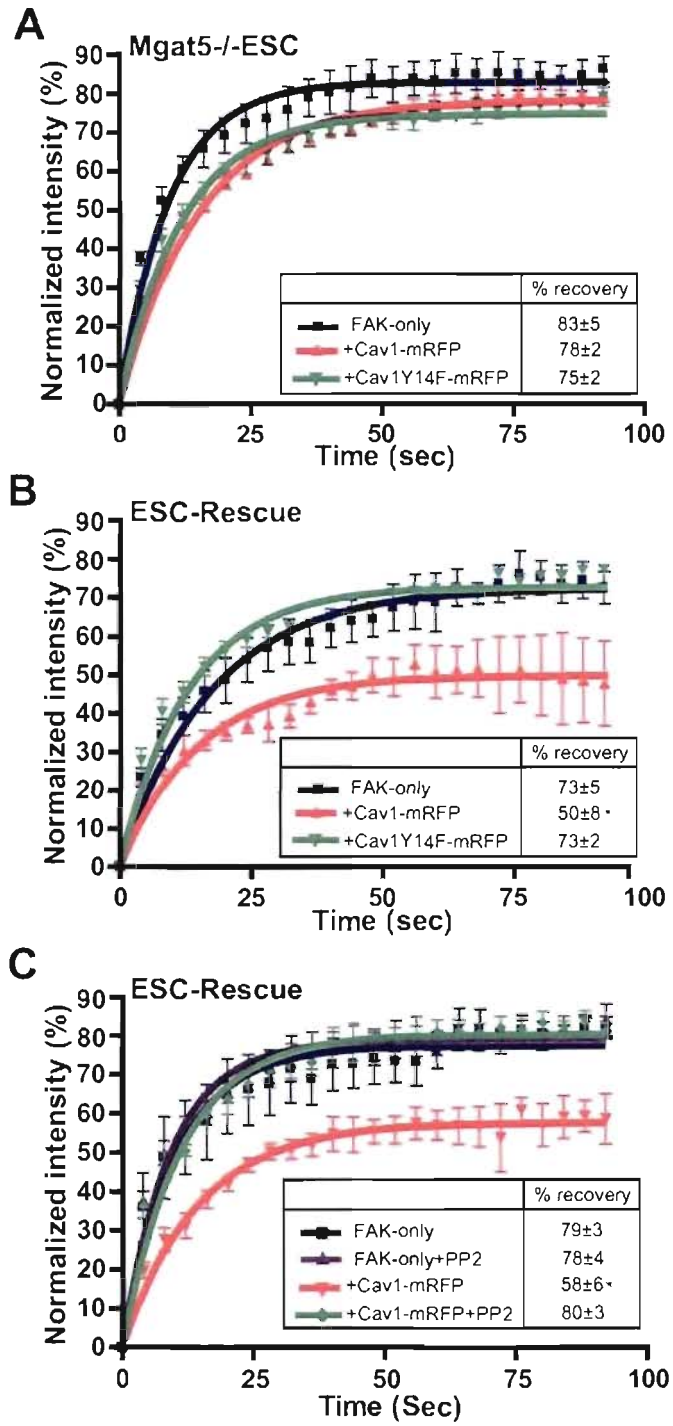 A
Mgat5-/-ESC
Normalized intensity (%)
90
80
70
60
50
40
30
20
10
0
% recovery
FAK-only 83±5
+Cav1-mRFP 78±2
+Cav1Y14F-mRFP 75±2
0 25 50 75 100
Time (sec)
B
ESC-Rescue
Normalized intensity (%)
90
80
70
60
50
40
30
20
10
0
% recovery
FAK-only 73±5
+Cav1-mRFP 50±8*
+Cav1Y14F-mRFP 73±2
0 25 50 75 100
Time (sec)
C
ESC-Rescue
Normalized intensity (%)
90
80
70
60
50
40
30
20
10
0
% recovery
FAK-only 79±3
FAK-only+PP2 78±4
+Cav1-mRFP 58±6*
+Cav1-mRFP+PP2 80±3
0 25 50 75 100
Time (Sec)